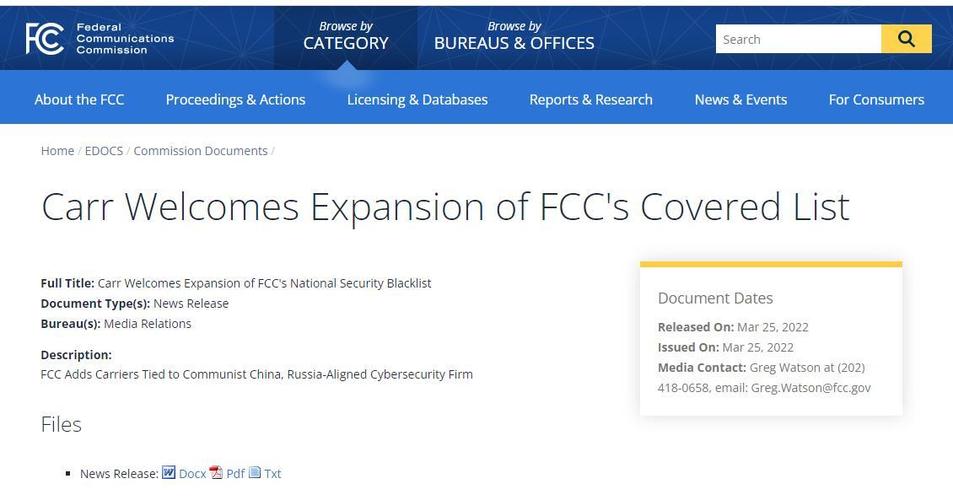 FCC
Federal
Communications
Commission
Browse by
CATEGORY
Browse by
BUREAUS & OFFICES
Search
About the FCC
Proceedings & Actions
Licensing & Databases
Reports & Research
News & Events
For Consumers
Home / EDOCS / Commission Documents /
Carr Welcomes Expansion of FCC's Covered List
Full Title: Carr Welcomes Expansion of FCC's National Security Blacklist
Document Type(s): News Release
Bureau(s): Media Relations
Description:
FCC Adds Carriers Tied to Communist China, Russia-Aligned Cybersecurity Firm
Document Dates
Released On: Mar 25, 2022
Issued On: Mar 25, 2022
Media Contact: Greg Watson at (202)
418-0658, email: Greg.Watson@fcc.gov
Files
News Release: Docx Pdf Txt